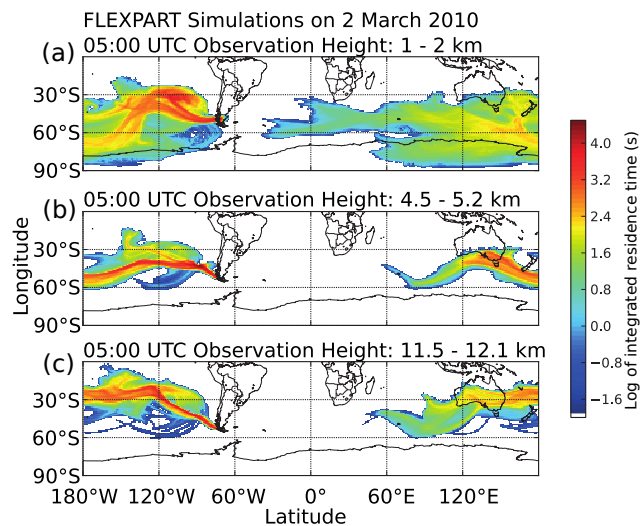 FLEXPART Simulations on 2 March 2010
(a) 05:00 UTC Observation Height: 1 - 2 km
30°S
60°S
90°S
(b) 05:00 UTC Observation Height: 4.5 - 5.2 km
30°S
60°S
90°S
(c) 05:00 UTC Observation Height: 11.5 - 12.1 km
30°S
60°S
90°S
180°W 120°W 60°W 0° 60°E 120°E
Latitude
Longitude
4.0
3.2
2.4
1.6
0.8
0.0
−0.8
−1.6
Log of integrated residence time (s)